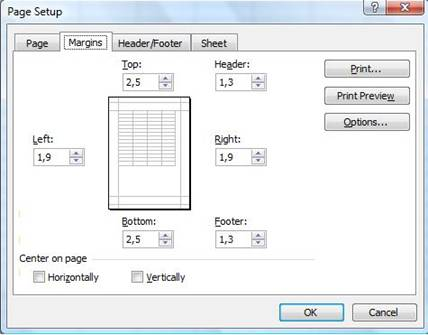 Page Setup
Page Margins Header/Footer Sheet
Top: Header: Print...
2,5 1,3
Print Preview
Options...
Left: Right:
1,9 1,9
Bottom: Footer:
2,5 1,3
Center on page
Horizontally Vertically
OK Cancel